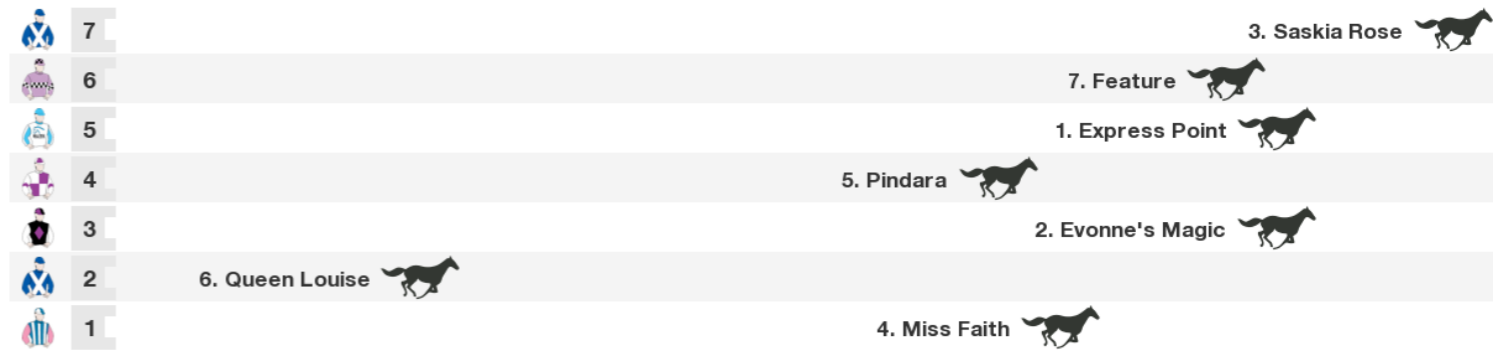 7 3. Saskia Rose
6 7. Feature
5 1. Express Point
4 5. Pindara
3 2. Evonne's Magic
2 6. Queen Louise
1 4. Miss Faith